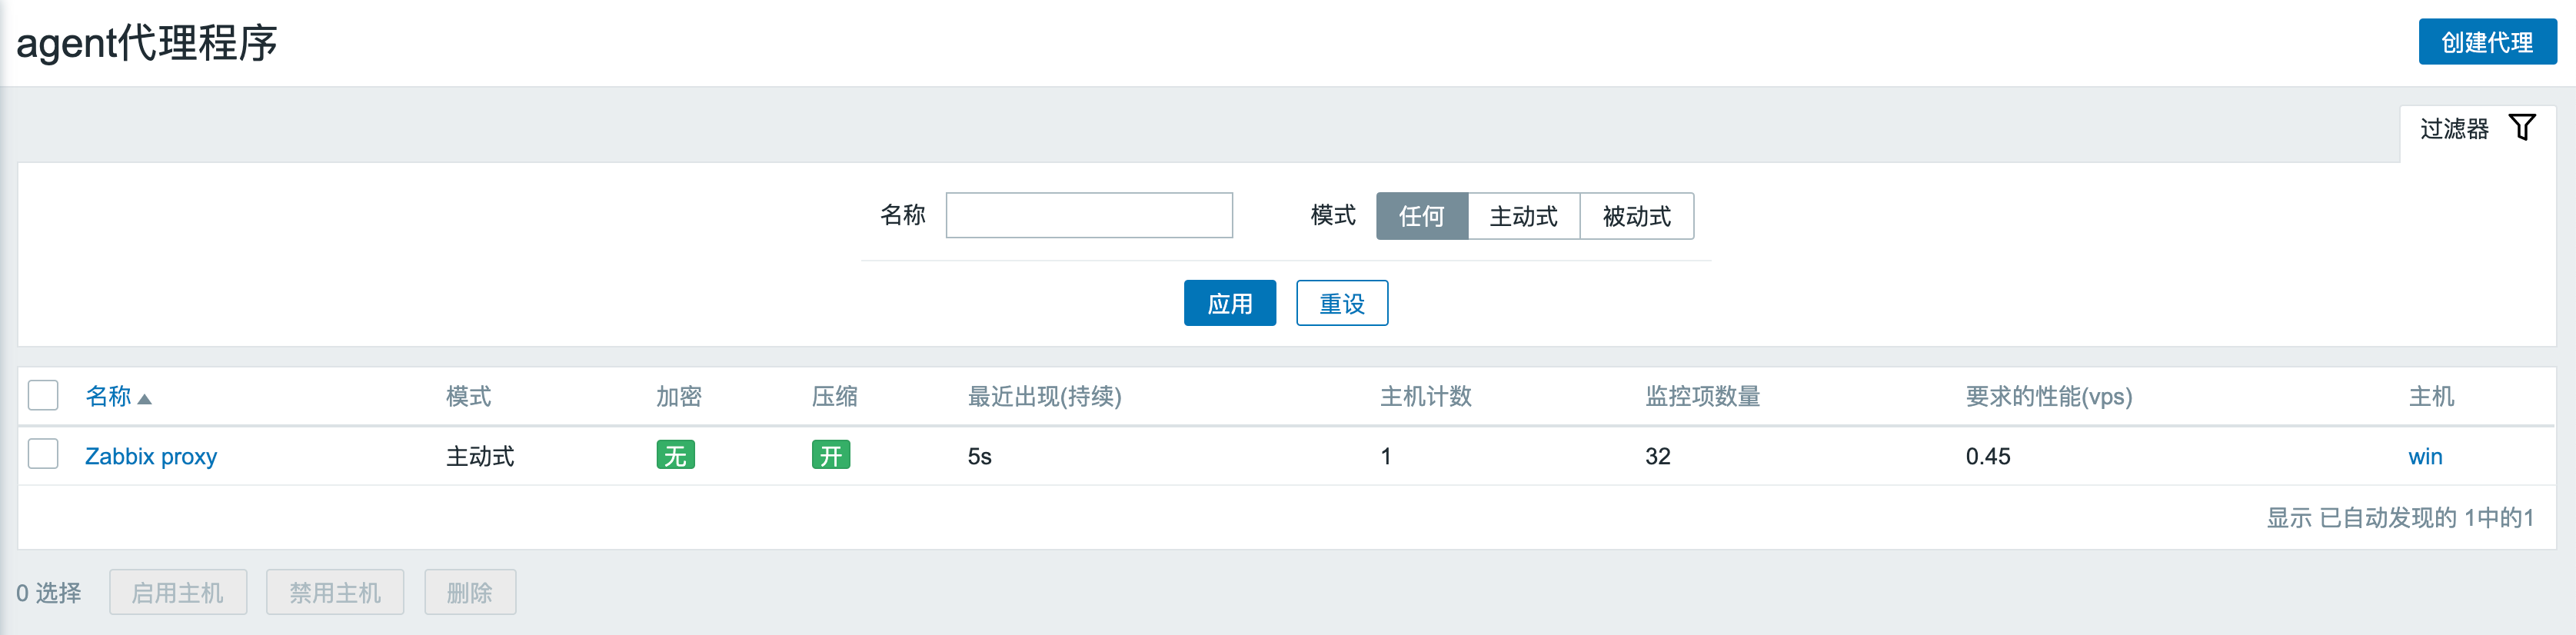 agent代理程序
创建代理
过滤器
名称 模式 任何 主动式 被动式
应用 重设
名称 模式 加密 压缩 最近出现(持续) 主机计数 监控项数量 要求的性能(vps) 主机
Zabbix proxy 主动式 无 开 5s 1 32 0.45 win
显示 已自动发现的 1中的1
0 选择 启用主机 禁用主机 删除